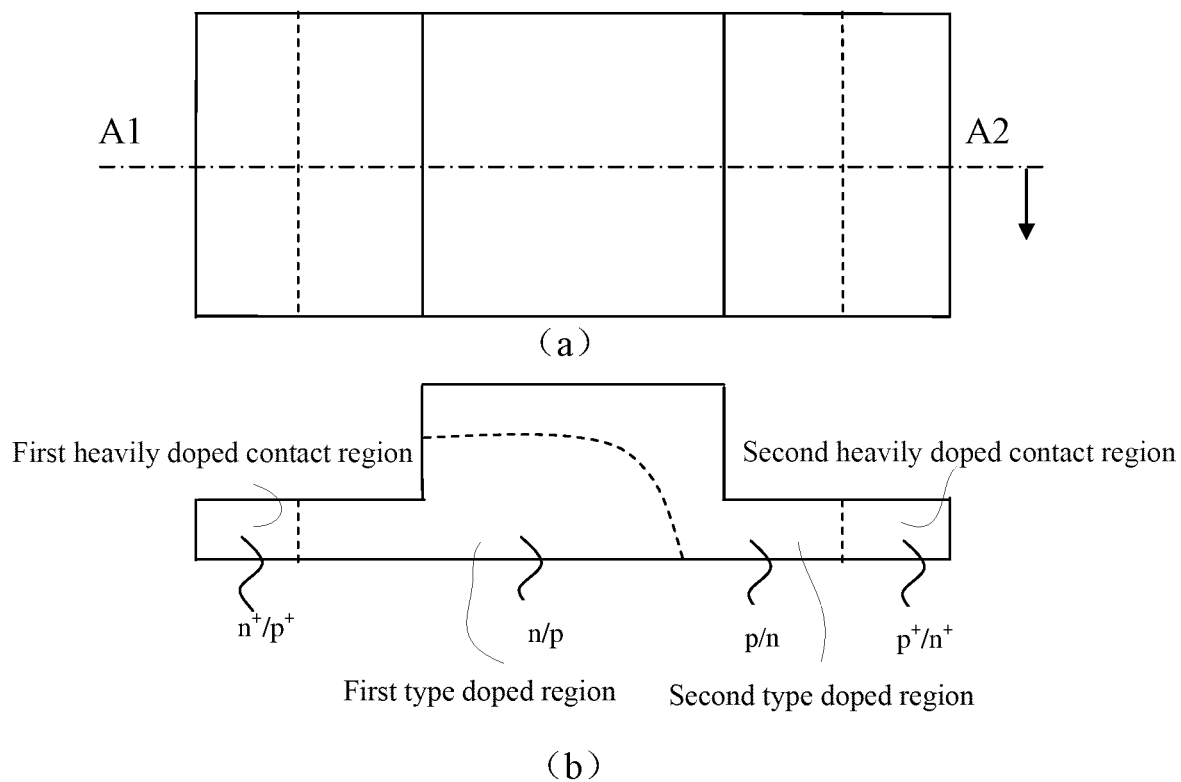 A1
A2
(a)
First heavily doped contact region
Second heavily doped contact region
n⁺/p⁺
n/p
p/n
p⁺/n⁺
First type doped region
Second type doped region
(b)